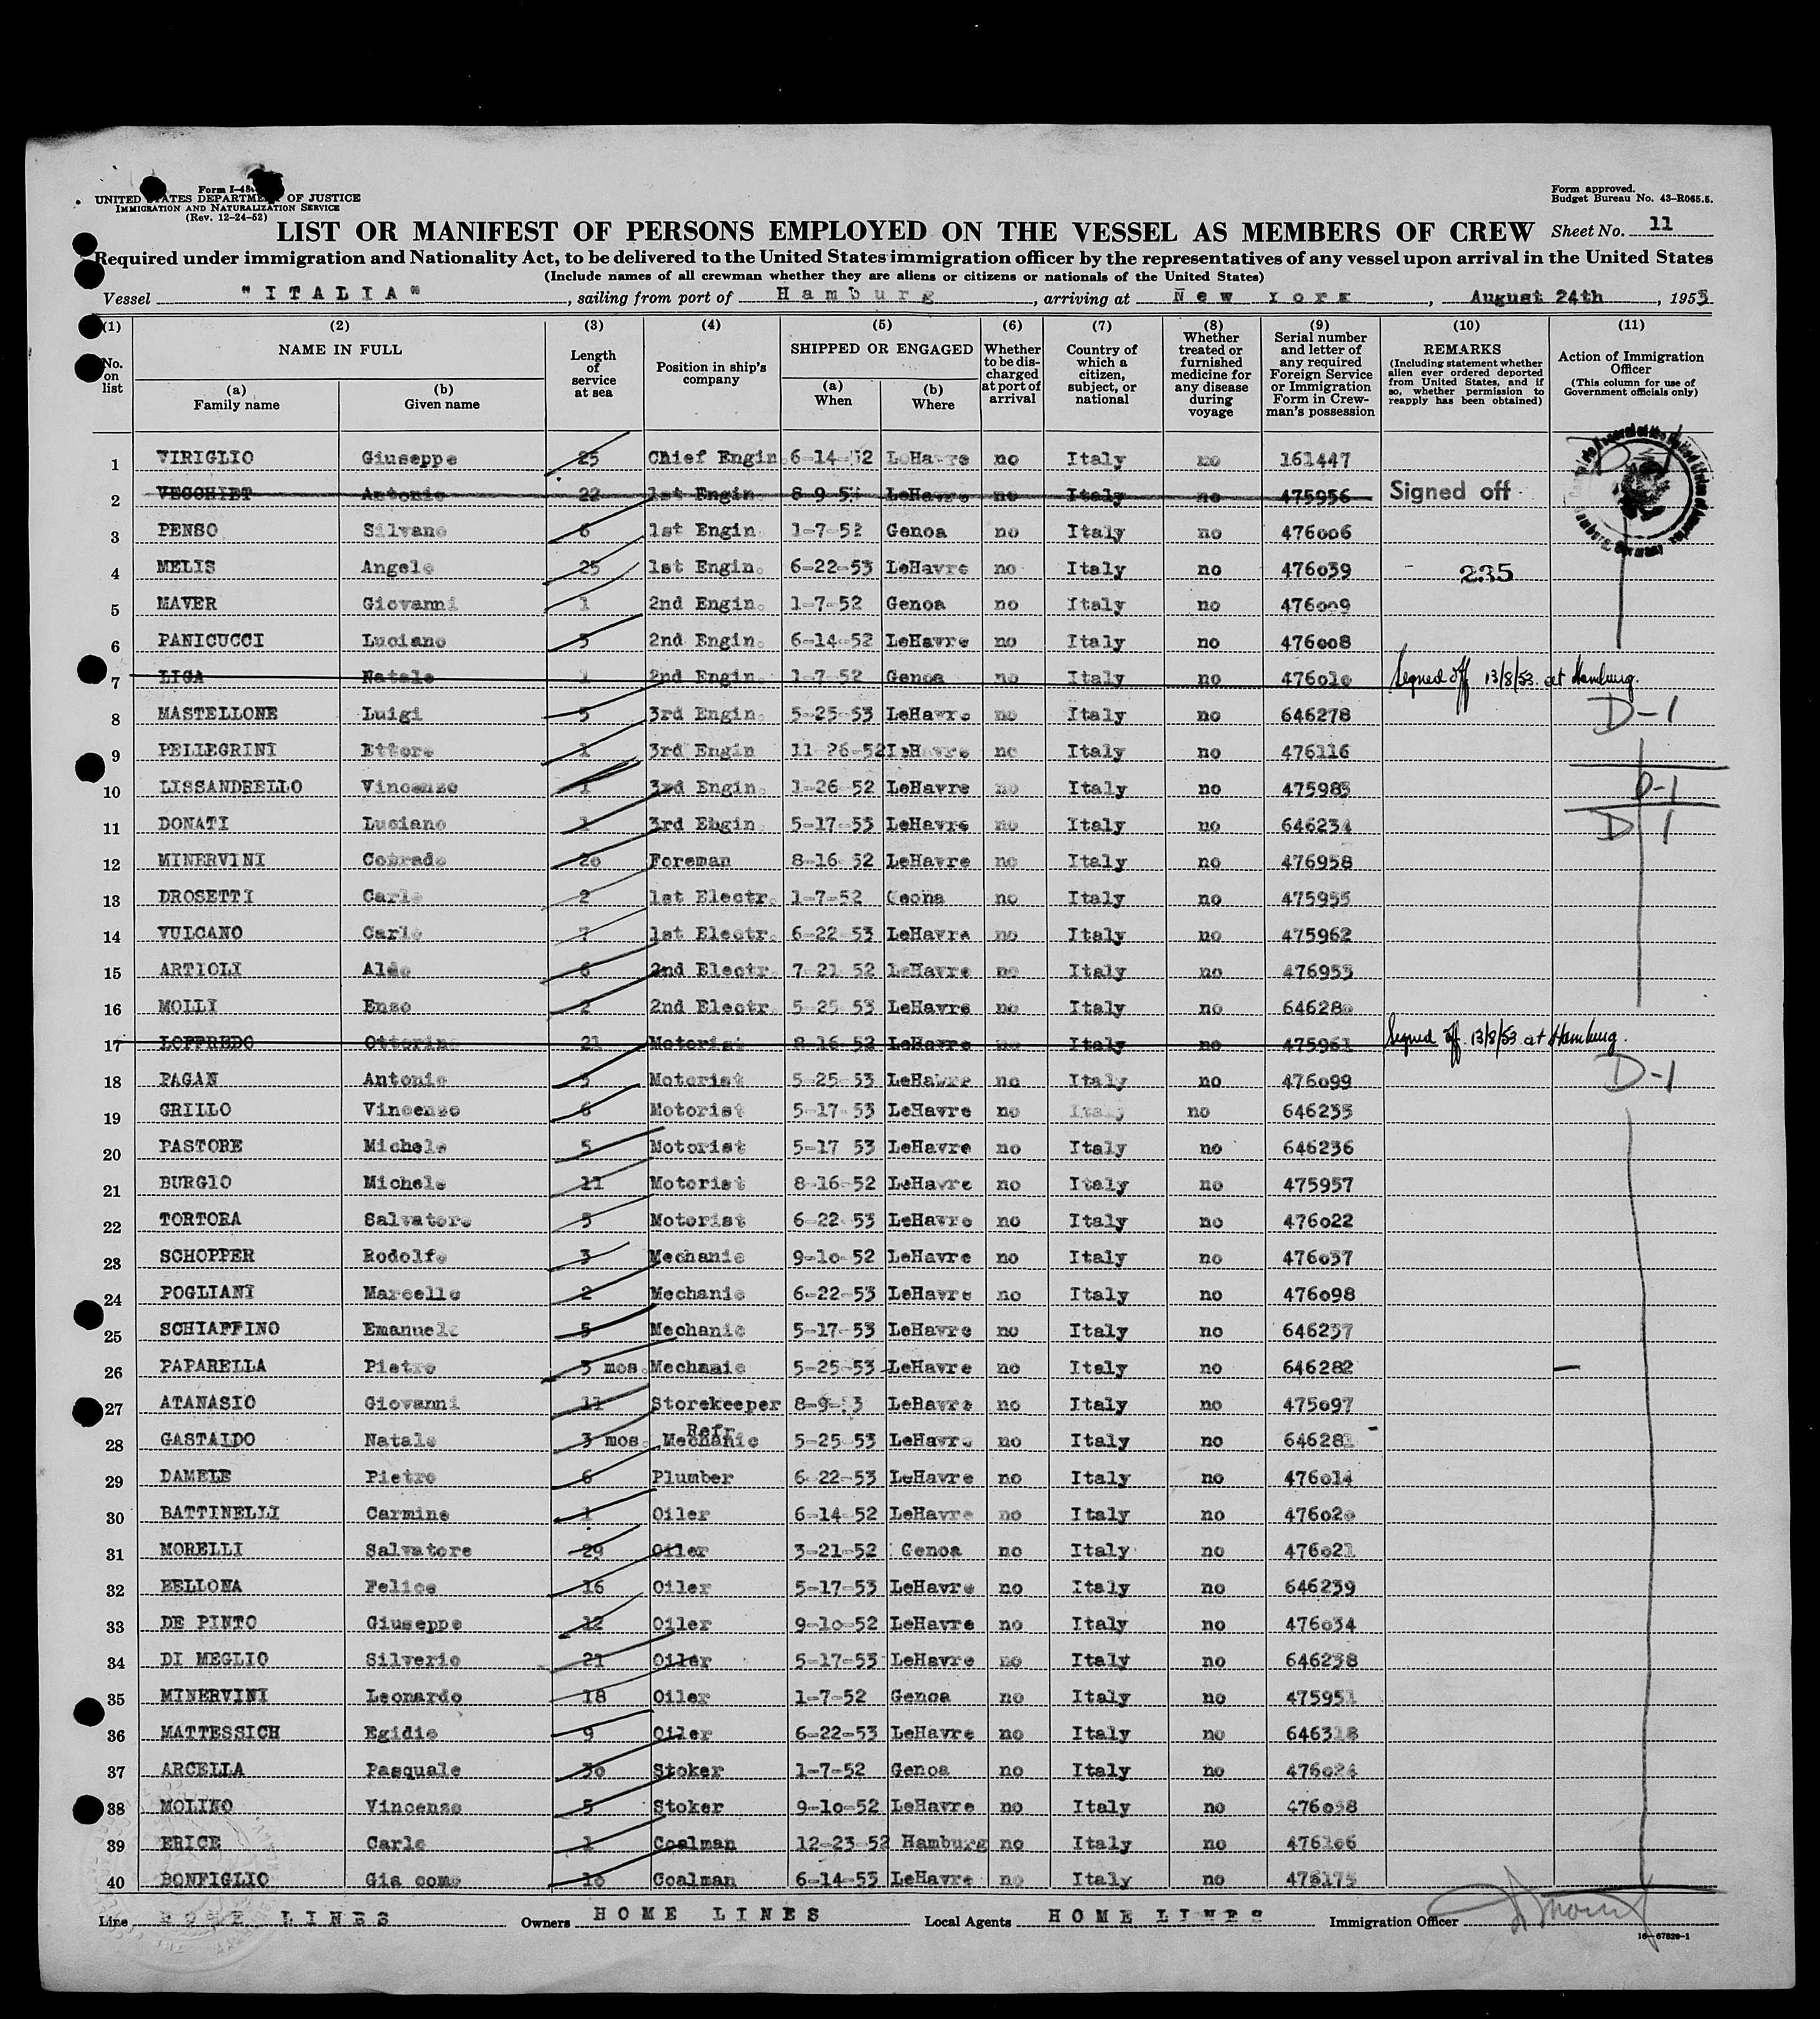 Form I-48
UNITED STATES DEPARTMENT OF JUSTICE
IMMIGRATION AND NATURALIZATION SERVICE
(Rev. 12-24-52)
Form approved.
Budget Bureau No. 43-R065.5.
LIST OR MANIFEST OF PERSONS EMPLOYED ON THE VESSEL AS MEMBERS OF CREW Sheet No. 11
Required under immigration and Nationality Act, to be delivered to the United States immigration officer by the representatives of any vessel upon arrival in the United States
(Include names of all crewman whether they are aliens or citizens or nationals of the United States)
Vessel "ITALIA", sailing from port of Hamburg, arriving at New York, August 24th, 1953
(1) (2) (3) (4) (5) (6) (7) (8) (9) (10) (11)
No. on list
NAME IN FULL
(a) Family name
(b) Given name
Length of service at sea
Position in ship's company
SHIPPED OR ENGAGED
(a) When
(b) Where
Whether to be discharged at port of arrival
Country of which a citizen, subject, or national
Whether treated or furnished medicine for any disease during voyage
Serial number and letter of any required Foreign Service or Immigration Form in Crewman's possession
REMARKS
(Including statement whether alien ever ordered deported from United States, and if so, whether permission to reapply has been obtained)
Action of Immigration Officer
(This column for use of Government officials only)
1 VIRIGLIO Giuseppe 25 Chief Engin. 6-14-52 LeHavre no Italy no 161447
2 VECCHIET Antonio 22 1st Engin. 8-9-53 LeHavre no Italy no 475956 Signed off
3 PENSO Silvano 6 1st Engin. 1-7-52 Genoa no Italy no 476006
4 MELIS Angelo 25 1st Engin. 6-22-53 LeHavre no Italy no 476039 235
5 MAVER Giovanni 1 2nd Engin. 1-7-52 Genoa no Italy no 476009
6 PANICUCCI Luciano 3 2nd Engin. 6-14-52 LeHavre no Italy no 476008
7 LIGA Natale 1 2nd Engin. 1-7-52 Genoa no Italy no 476010 Signed off 13/8/53. at Hamburg.
8 MASTELLONE Luigi 5 3rd Engin. 5-25-53 LeHavre no Italy no 646278 D-1
9 PELLEGRINI Ettore 1 3rd Engin 11-26-52 LeHavre no Italy no 476116
10 LISSANDRELLO Vincenzo 1 3rd Engin. 1-26-52 LeHavre no Italy no 475985 D-1
11 DONATI Luciano 1 3rd Ebgin. 5-17-53 LeHavre no Italy no 646234 D 1
12 MINERVINI Corrado 20 Foreman 8-16-52 LeHavre no Italy no 476958
13 DROSETTI Carlo 2 1st Electr. 1-7-52 Geona no Italy no 475955
14 VULCANO Carlo 7 1st Electr. 6-22-53 LeHavre no Italy no 475962
15 ARTIOLI Aldo 6 2nd Electr. 7-21-52 LeHavre no Italy no 476953
16 MOLLI Enzo 2 2nd Electr. 5-25-53 LeHavre no Italy no 646280
17 LOFFREDO Ottorino 21 Motorist 8-16-52 LeHavre no Italy no 475961 Signed off. 13/8/53. at Hamburg.
18 PAGAN Antonio 3 Motorist 5-25-53 LeHavre no Italy no 476099 D-1
19 GRILLO Vincenzo 6 Motorist 5-17-53 LeHavre no Italy no 646235
20 PASTORE Michele 5 Motorist 5-17 53 LeHavre no Italy no 646236
21 BURGIO Michele 11 Motorist 8-16-52 LeHavre no Italy no 475957
22 TORTORA Salvatore 5 Motorist 6-22-53 LeHavre no Italy no 476022
23 SCHOPPER Rodolfo 3 Mechanic 9-10-52 LeHavre no Italy no 476037
24 POGLIANI Marcello 2 Mechanic 6-22-53 LeHavre no Italy no 476098
25 SCHIAFFINO Emanuele 5 Mechanic 5-17-53 LeHavre no Italy no 646237
26 PAPARELLA Pietro 3 mos. Mechanic 5-25-53 LeHavre no Italy no 646282
27 ATANASIO Giovanni 11 Storekeeper 8-9-53 LeHavre no Italy no 475097
28 GASTALDO Natale 3 mos. Refr. Mechanic 5-25-53 LeHavre no Italy no 646281
29 DAMELE Pietro 6 Plumber 6-22-53 LeHavre no Italy no 476014
30 BATTINELLI Carmine 1 Oiler 6-14-52 LeHavre no Italy no 476020
31 MORELLI Salvatore 29 Oiler 3-21-52 Genoa no Italy no 476021
32 BELLONA Felice 16 Oiler 5-17-53 LeHavre no Italy no 646239
33 DE PINTO Giuseppe 12 Oiler 9-10-52 LeHavre no Italy no 476034
34 DI MEGLIO Silverio 21 Oiler 5-17-53 LeHavre no Italy no 646238
35 MINERVINI Leonardo 18 Oiler 1-7-52 Genoa no Italy no 475951
36 MATTESSICH Egidio 9 Oiler 6-22-53 LeHavre no Italy no 646318
37 ARCELLA Pasquale 30 Stoker 1-7-52 Genoa no Italy no 476024
38 MOLINO Vincenzo 5 Stoker 9-10-52 LeHavre no Italy no 476038
39 ERICE Carlo 1 Coalman 12-23-52 Hamburg no Italy no 476106
40 BONFIGLIO Giacomo 10 Coalman 6-14-53 LeHavre no Italy no 476175
Line HOME LINES Owners HOME LINES Local Agents HOME LINES Immigration Officer
16-67829-1